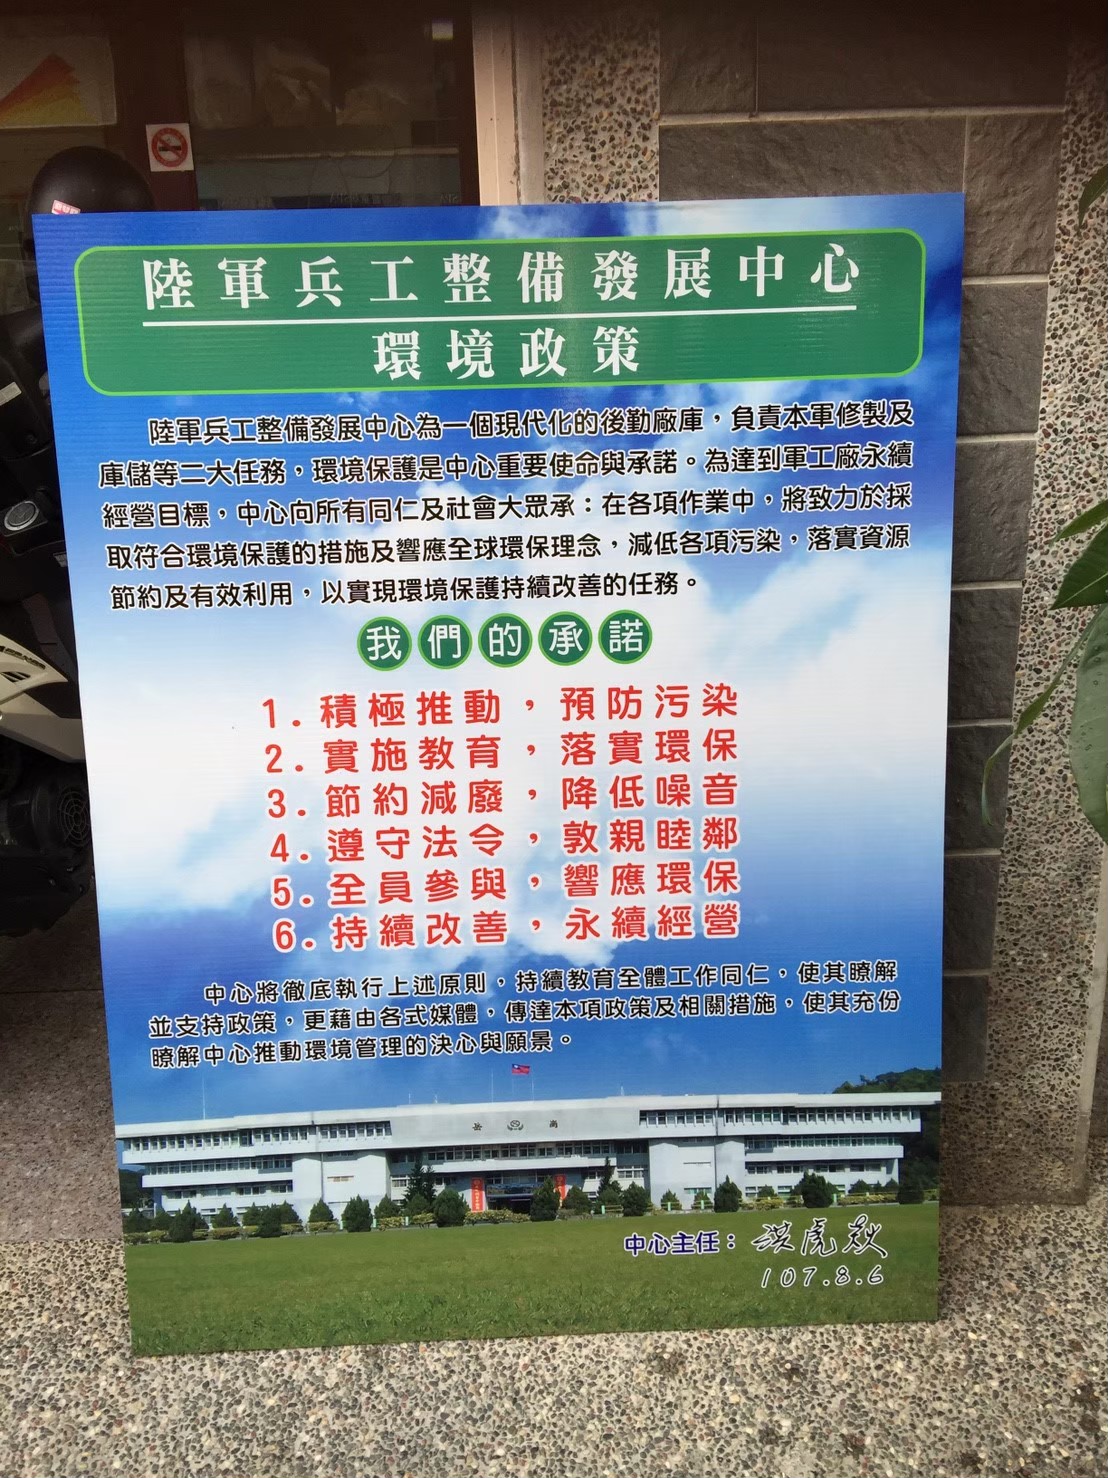 陸軍兵工整備發展中心
環境政策
陸軍兵工整備發展中心為一個現代化的後勤廠庫，負責本軍修製及
庫儲等二大任務，環境保護是中心重要使命與承諾。為達到軍工廠永續
經營目標，中心向所有同仁及社會大眾承：在各項作業中，將致力於採
取符合環境保護的措施及響應全球環保理念，減低各項污染，落實資源
節約及有效利用，以實現環境保護持續改善的任務。
我們的承諾
1. 積極推動，預防污染
2. 實施教育，落實環保
3. 節約減廢，降低噪音
4. 遵守法令，敦親睦鄰
5. 全員參與，響應環保
6. 持續改善，永續經營
中心將徹底執行上述原則，持續教育全體工作同仁，使其瞭解
並支持政策，更藉由各式媒體，傳達本項政策及相關措施，使其充份
瞭解中心推動環境管理的決心與願景。
岳 尚
中心主任：洪虎
107.8.6